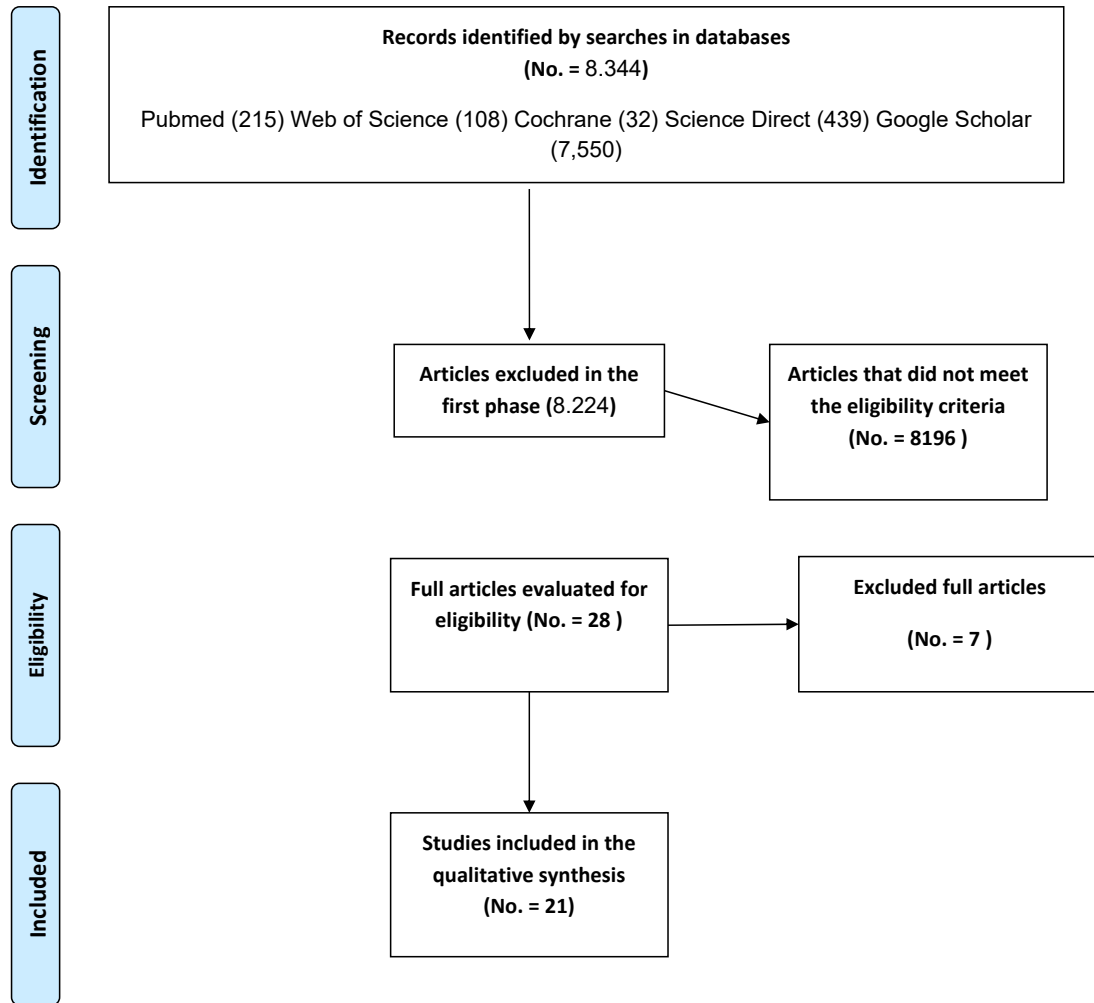 Identification
Records identified by searches in databases
(No. = 8.344)
Pubmed (215) Web of Science (108) Cochrane (32) Science Direct (439) Google Scholar
(7,550)
Screening
Articles excluded in the
first phase (8.224)
Articles that did not meet
the eligibility criteria
(No. = 8196 )
Eligibility
Full articles evaluated for
eligibility (No. = 28 )
Excluded full articles
(No. = 7 )
Included
Studies included in the
qualitative synthesis
(No. = 21)